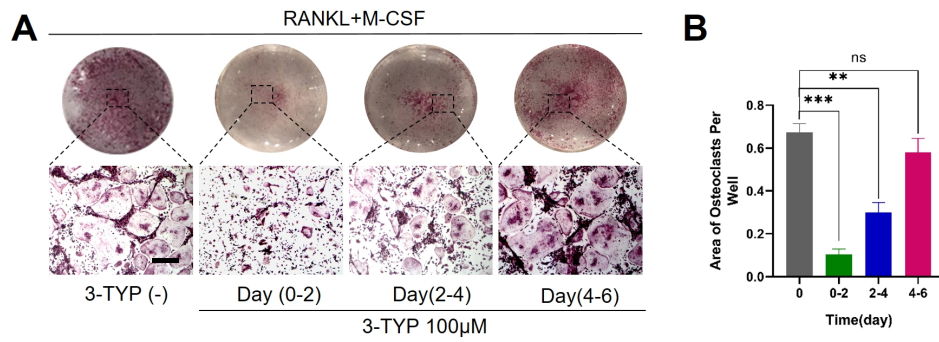 A
RANKL+M-CSF
3-TYP (-)
Day (0-2)
Day(2-4)
Day(4-6)
3-TYP 100μM
B
ns
**
***
Area of Osteoclasts Per
Well
0.8
0.6
0.4
0.2
0.0
0
0-2
2-4
4-6
Time(day)